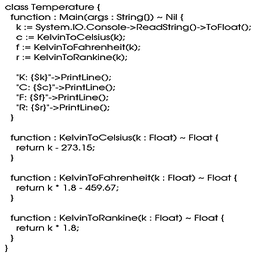 class Temperature {
function : Main(args : String[]) ~ Nil {
k := System.IO.Console->ReadString()->ToFloat();
c := KelvinToCelsius(k);
f := KelvinToFahrenheit(k);
r := KelvinToRankine(k);
"K: {$k}"->PrintLine();
"C: {$c}"->PrintLine();
"F: {$f}"->PrintLine();
"R: {$r}"->PrintLine();
}
function : KelvinToCelsius(k : Float) ~ Float {
return k - 273.15;
}
function : KelvinToFahrenheit(k : Float) ~ Float {
return k * 1.8 - 459.67;
}
function : KelvinToRankine(k : Float) ~ Float {
return k * 1.8;
}
}